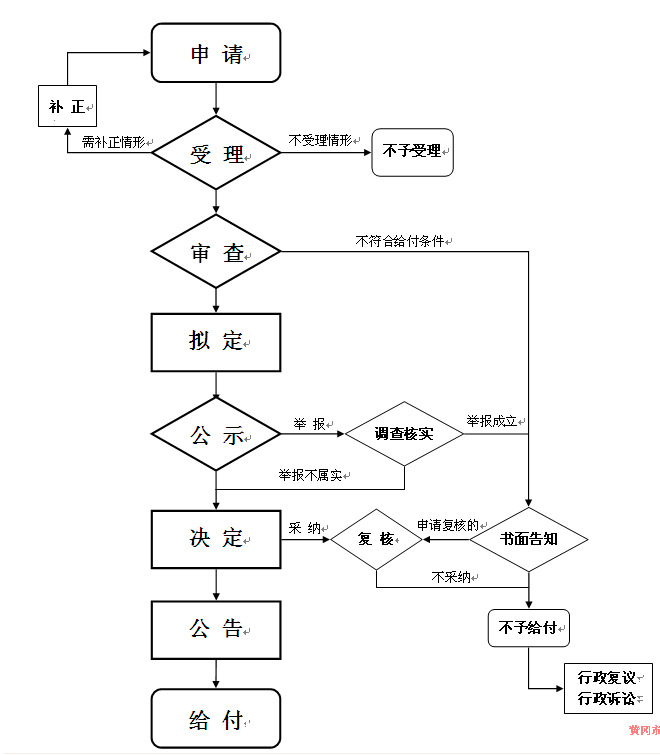 申 请
补 正
需补正情形
受 理
不受理情形
不予受理
审 查
不符合给付条件
拟 定
公 示
举 报
调查核实
举报成立
举报不属实
决 定
采 纳
复 核
申请复核的
书面告知
不采纳
公 告
不予给付
给 付
行政复议
行政诉讼
黄冈市